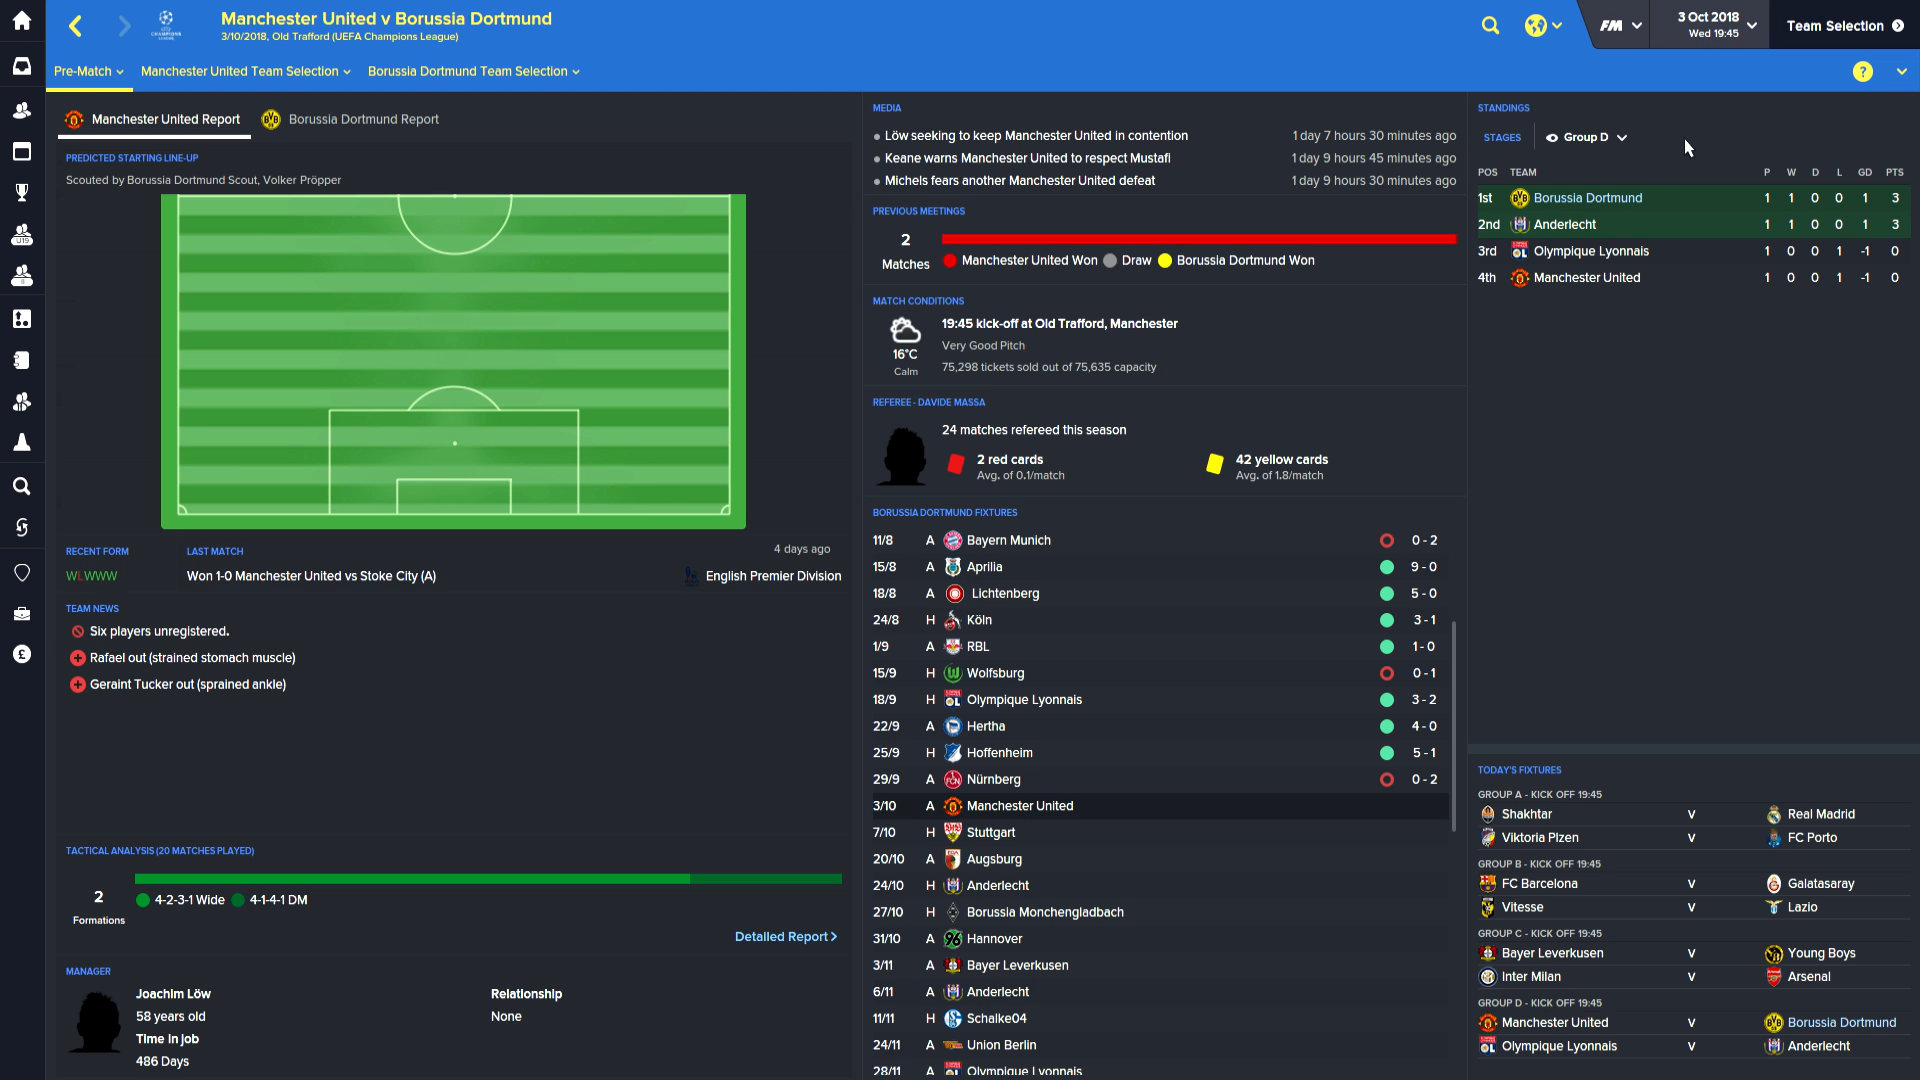 Manchester United v Borussia Dortmund
3/10/2018, Old Trafford (UEFA Champions League)
FM
3 Oct 2018
Wed 19:45
Team Selection
Pre-Match
Manchester United Team Selection
Borussia Dortmund Team Selection
?
Manchester United Report
Borussia Dortmund Report
PREDICTED STARTING LINE-UP
Scouted by Borussia Dortmund Scout, Volker Pröpper
RECENT FORM
LAST MATCH
4 days ago
WLWWW
Won 1-0 Manchester United vs Stoke City (A)
English Premier Division
TEAM NEWS
Six players unregistered.
Rafael out (strained stomach muscle)
Geraint Tucker out (sprained ankle)
TACTICAL ANALYSIS (20 MATCHES PLAYED)
2
Formations
4-2-3-1 Wide
4-1-4-1 DM
Detailed Report
MANAGER
Joachim Löw
58 years old
Time in job
486 Days
Relationship
None
MEDIA
Löw seeking to keep Manchester United in contention 1 day 7 hours 30 minutes ago
Keane warns Manchester United to respect Mustafi 1 day 9 hours 45 minutes ago
Michels fears another Manchester United defeat 1 day 9 hours 30 minutes ago
PREVIOUS MEETINGS
2
Matches
Manchester United Won
Draw
Borussia Dortmund Won
MATCH CONDITIONS
16°C
Calm
19:45 kick-off at Old Trafford, Manchester
Very Good Pitch
75,298 tickets sold out of 75,635 capacity
REFEREE - DAVIDE MASSA
24 matches refereed this season
2 red cards
Avg. of 0.1/match
42 yellow cards
Avg. of 1.8/match
BORUSSIA DORTMUND FIXTURES
11/8 A Bayern Munich 0 - 2
15/8 A Aprilia 9 - 0
18/8 A Lichtenberg 5 - 0
24/8 H Köln 3 - 1
1/9 A RBL 1 - 0
15/9 H Wolfsburg 0 - 1
18/9 H Olympique Lyonnais 3 - 2
22/9 A Hertha 4 - 0
25/9 H Hoffenheim 5 - 1
29/9 A Nürnberg 0 - 2
3/10 A Manchester United
7/10 H Stuttgart
20/10 A Augsburg
24/10 H Anderlecht
27/10 H Borussia Monchengladbach
31/10 A Hannover
3/11 A Bayer Leverkusen
6/11 A Anderlecht
11/11 H Schalke04
24/11 A Union Berlin
28/11 A Olympique Lyonnais
STANDINGS
STAGES
Group D
POS TEAM P W D L GD PTS
1st Borussia Dortmund 1 1 0 0 1 3
2nd Anderlecht 1 1 0 0 1 3
3rd Olympique Lyonnais 1 0 0 1 -1 0
4th Manchester United 1 0 0 1 -1 0
TODAY'S FIXTURES
GROUP A - KICK OFF 19:45
Shakhtar V Real Madrid
Viktoria Plzen V FC Porto
GROUP B - KICK OFF 19:45
FC Barcelona V Galatasaray
Vitesse V Lazio
GROUP C - KICK OFF 19:45
Bayer Leverkusen V Young Boys
Inter Milan V Arsenal
GROUP D - KICK OFF 19:45
Manchester United V Borussia Dortmund
Olympique Lyonnais V Anderlecht